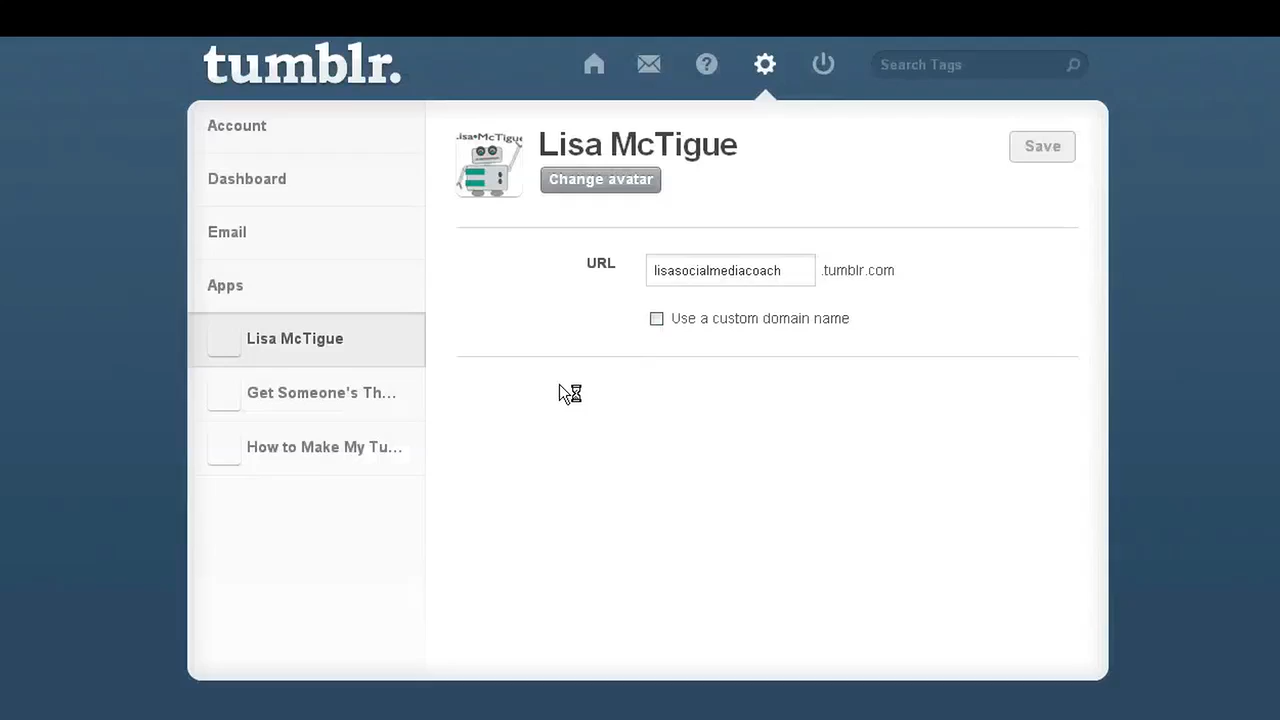 tumblr.
Search Tags
Account
Dashboard
Email
Apps
Lisa McTigue
Get Someone's Th...
How to Make My Tu...
Lisa McTigue
Lisa McTigue
Change avatar
Save
URL
lisasocialmediacoach
.tumblr.com
Use a custom domain name